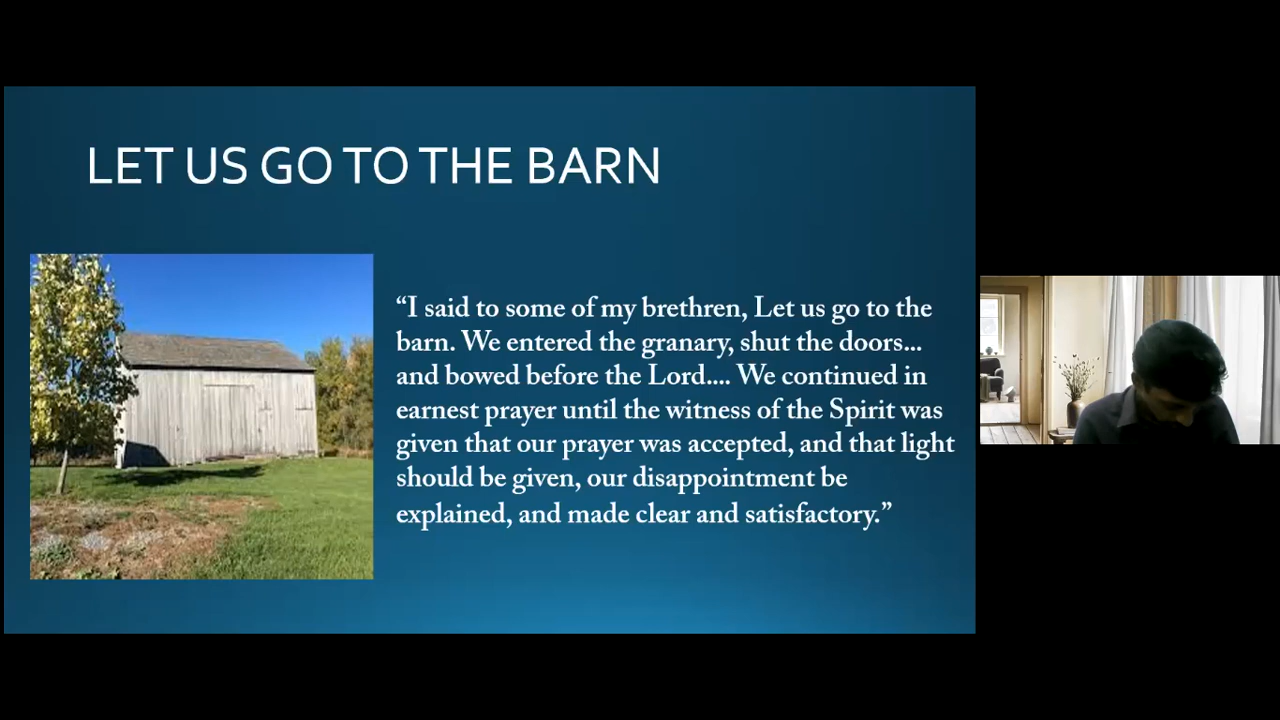 LET US GO TO THE BARN
“I said to some of my brethren, Let us go to the
barn. We entered the granary, shut the doors...
and bowed before the Lord.... We continued in
earnest prayer until the witness of the Spirit was
given that our prayer was accepted, and that light
should be given, our disappointment be
explained, and made clear and satisfactory.”